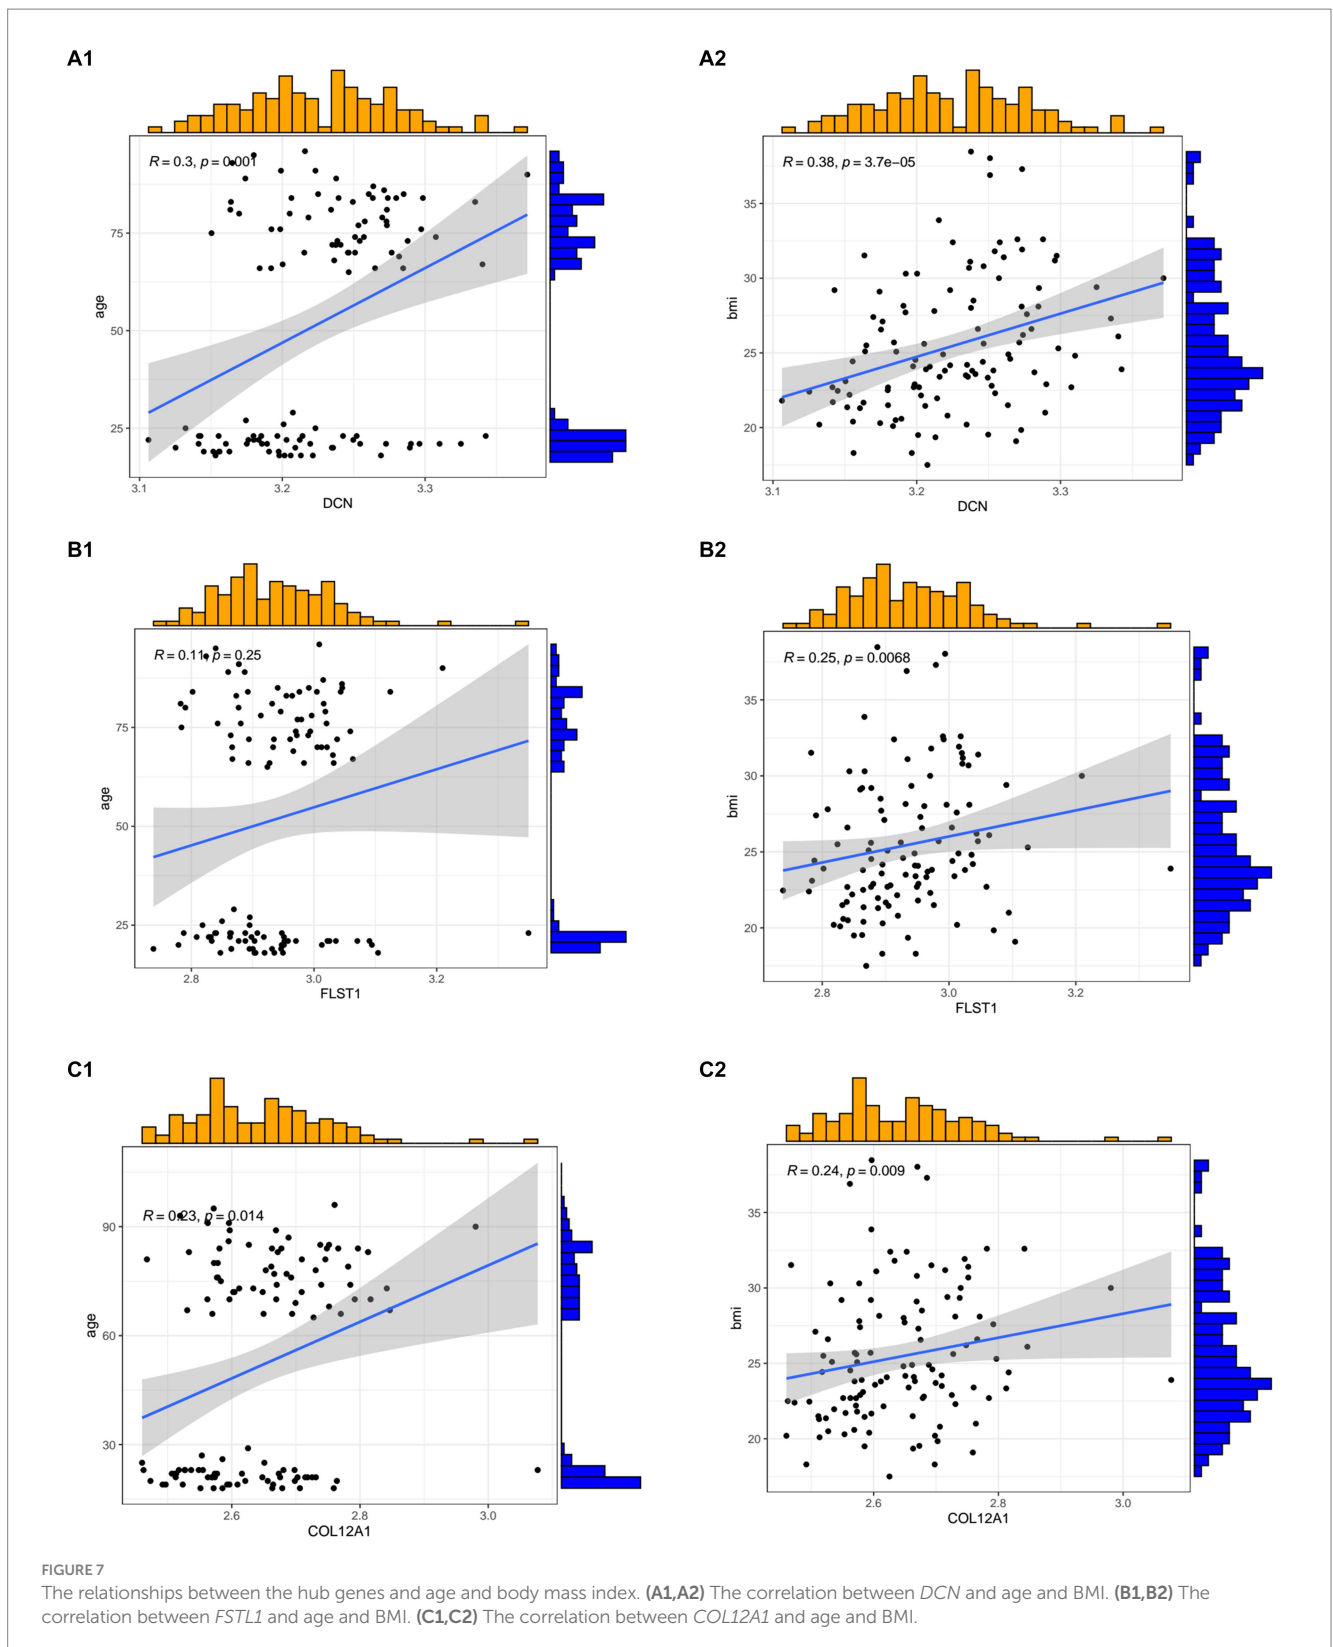 A1
A2
R = 0.3, p = 0.001
age
75
50
25
3.1
3.2
3.3
DCN
R = 0.38, p = 3.7e−05
bmi
35
30
25
20
3.1
3.2
3.3
DCN
B1
B2
R = 0.11, p = 0.25
age
75
50
25
2.8
3.0
3.2
FLST1
R = 0.25, p = 0.0068
bmi
35
30
25
20
2.8
3.0
3.2
FLST1
C1
C2
R = 0.23, p = 0.014
age
90
60
30
2.6
2.8
3.0
COL12A1
R = 0.24, p = 0.009
bmi
35
30
25
20
2.6
2.8
3.0
COL12A1
FIGURE 7
The relationships between the hub genes and age and body mass index. (A1,A2) The correlation between DCN and age and BMI. (B1,B2) The
correlation between FSTL1 and age and BMI. (C1,C2) The correlation between COL12A1 and age and BMI.